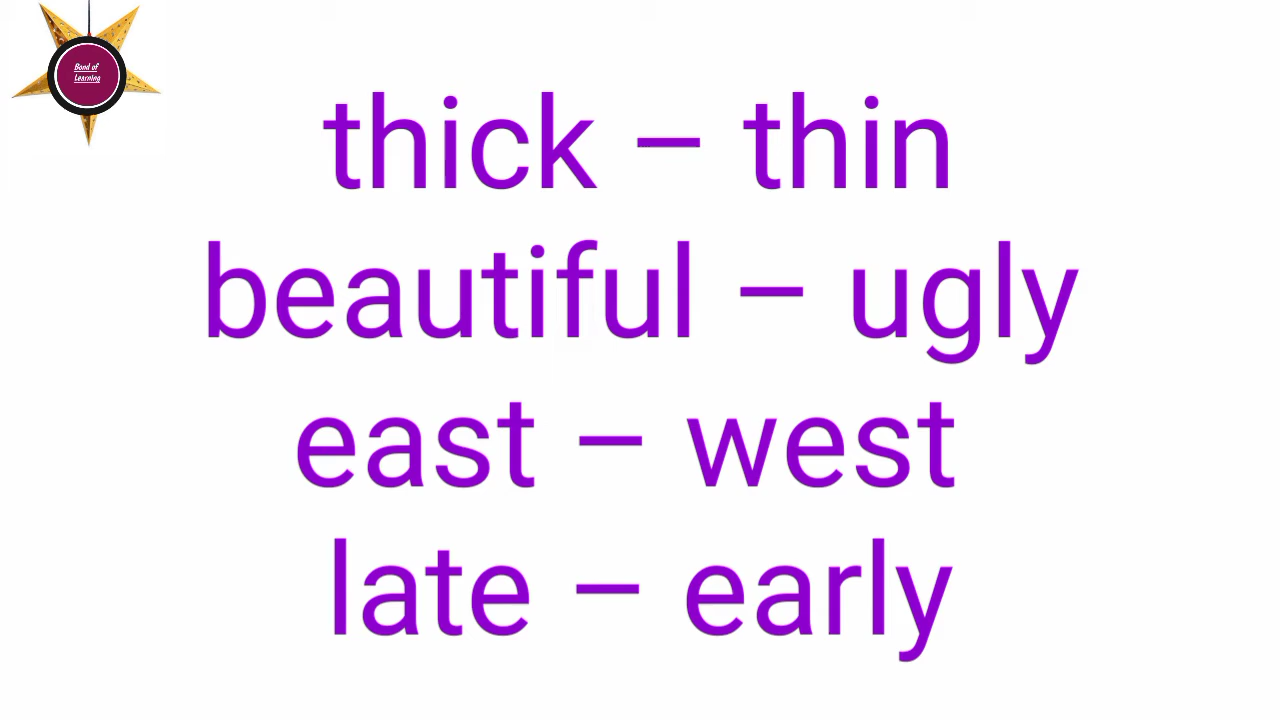 Bond of
Learning
thick – thin
beautiful – ugly
east – west
late – early